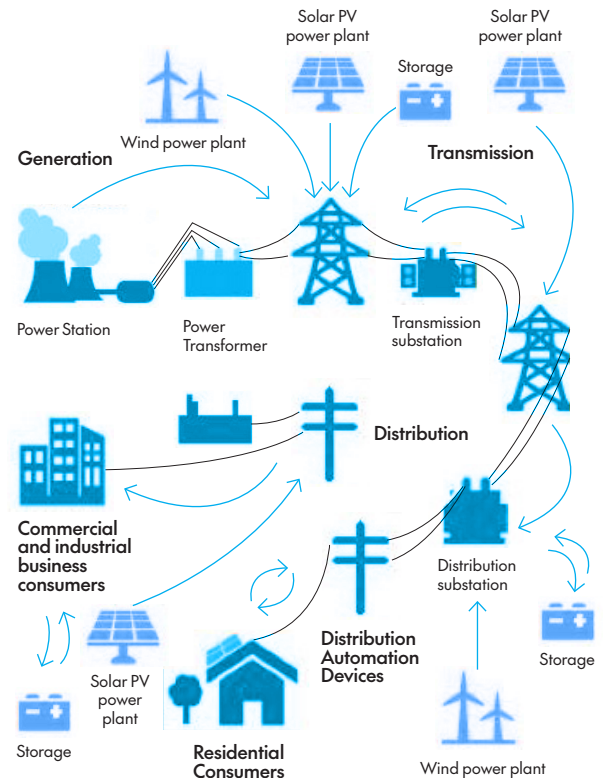 Solar PV
power plant
Solar PV
power plant
Storage
Wind power plant
Generation
Transmission
Power Station
Power
Transformer
Transmission
substation
Distribution
Commercial
and industrial
business
consumers
Distribution
substation
Distribution
Automation
Devices
Storage
Solar PV
power
plant
Storage
Residential
Consumers
Wind power plant